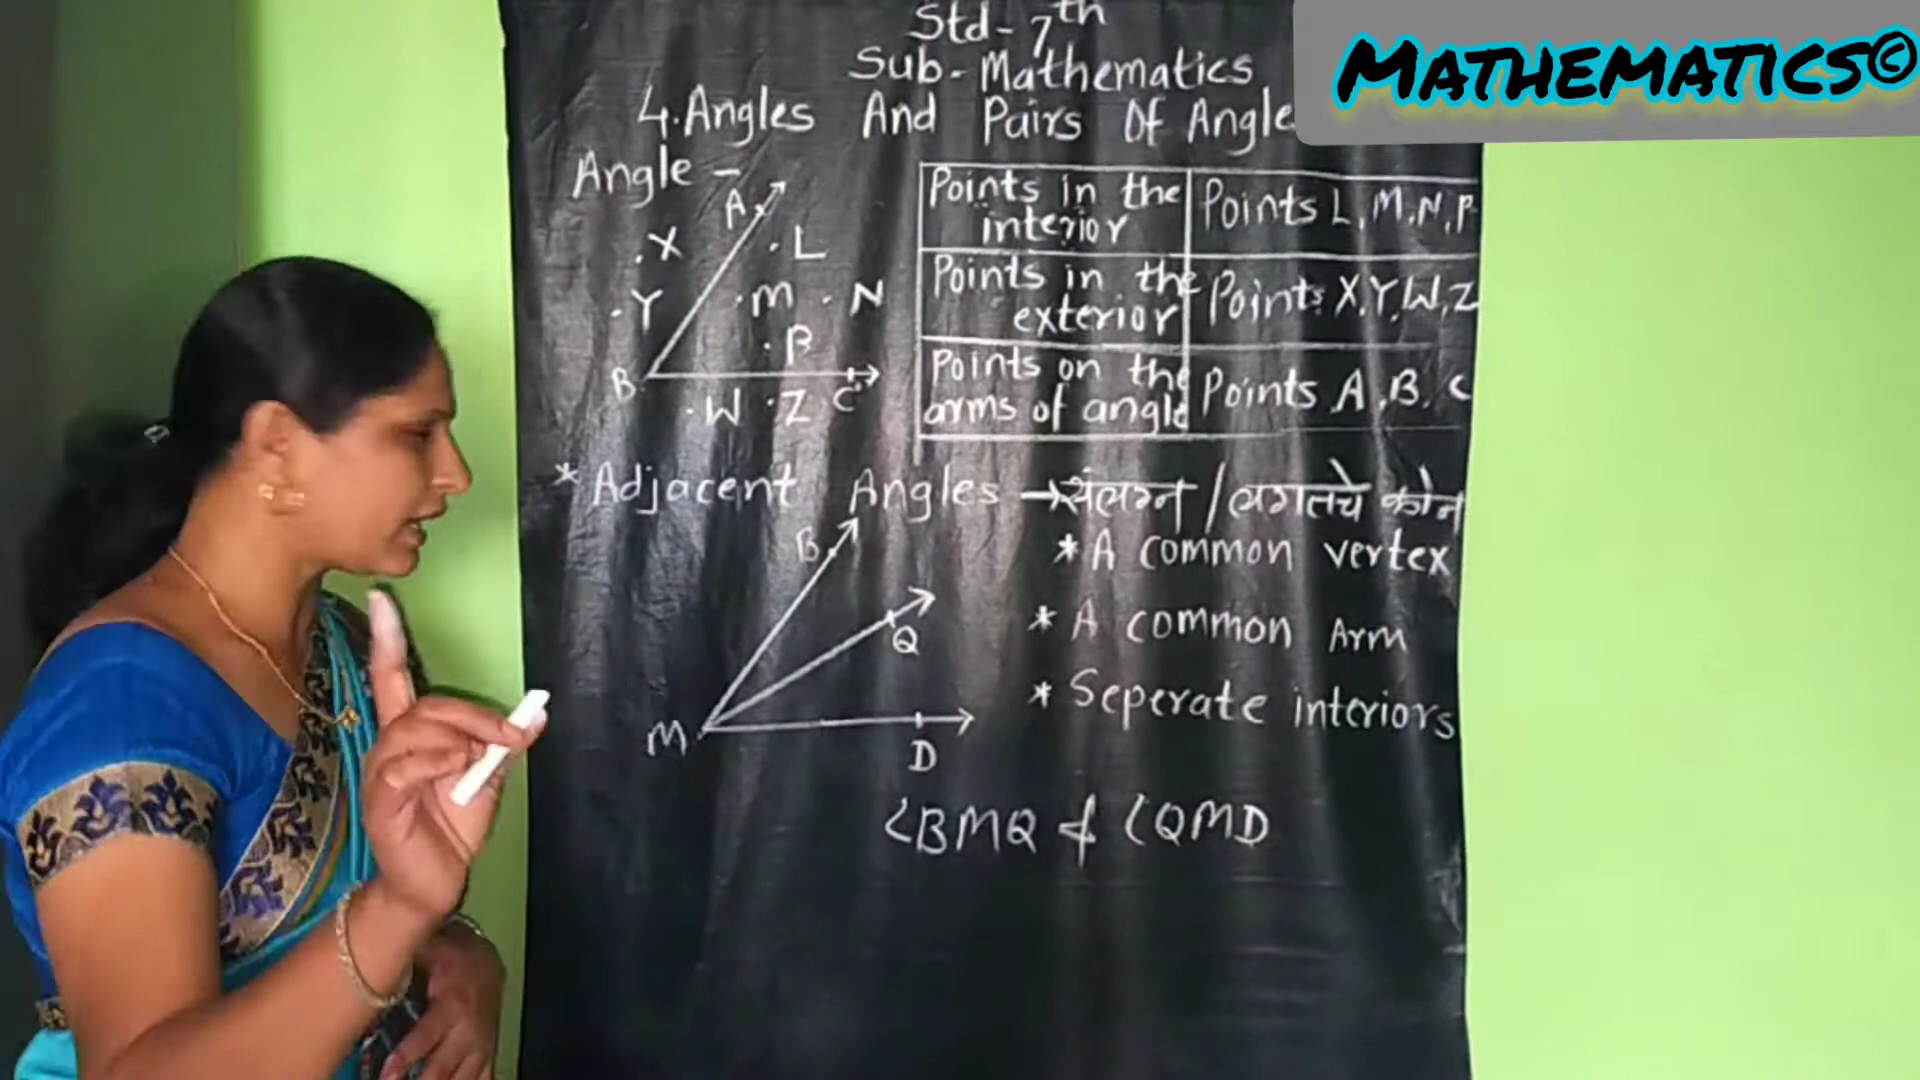 MATHEMATICS©
Std-7th
Sub-Mathematics
4. Angles And Pairs Of Angle
Angle -
A
.X
.L
.Y
.M
.N
.P
B
C
.W
.Z
Points in the interior
Points L, M, N, P
Points in the exterior
Points X, Y, W, Z
Points on the arms of angle
Points A, B, C
* Adjacent Angles → संलग्न / लागतचे कोन
B
* A common vertex
Q
* A common Arm
M
D
* Seperate interiors
∠BMQ & ∠QMD